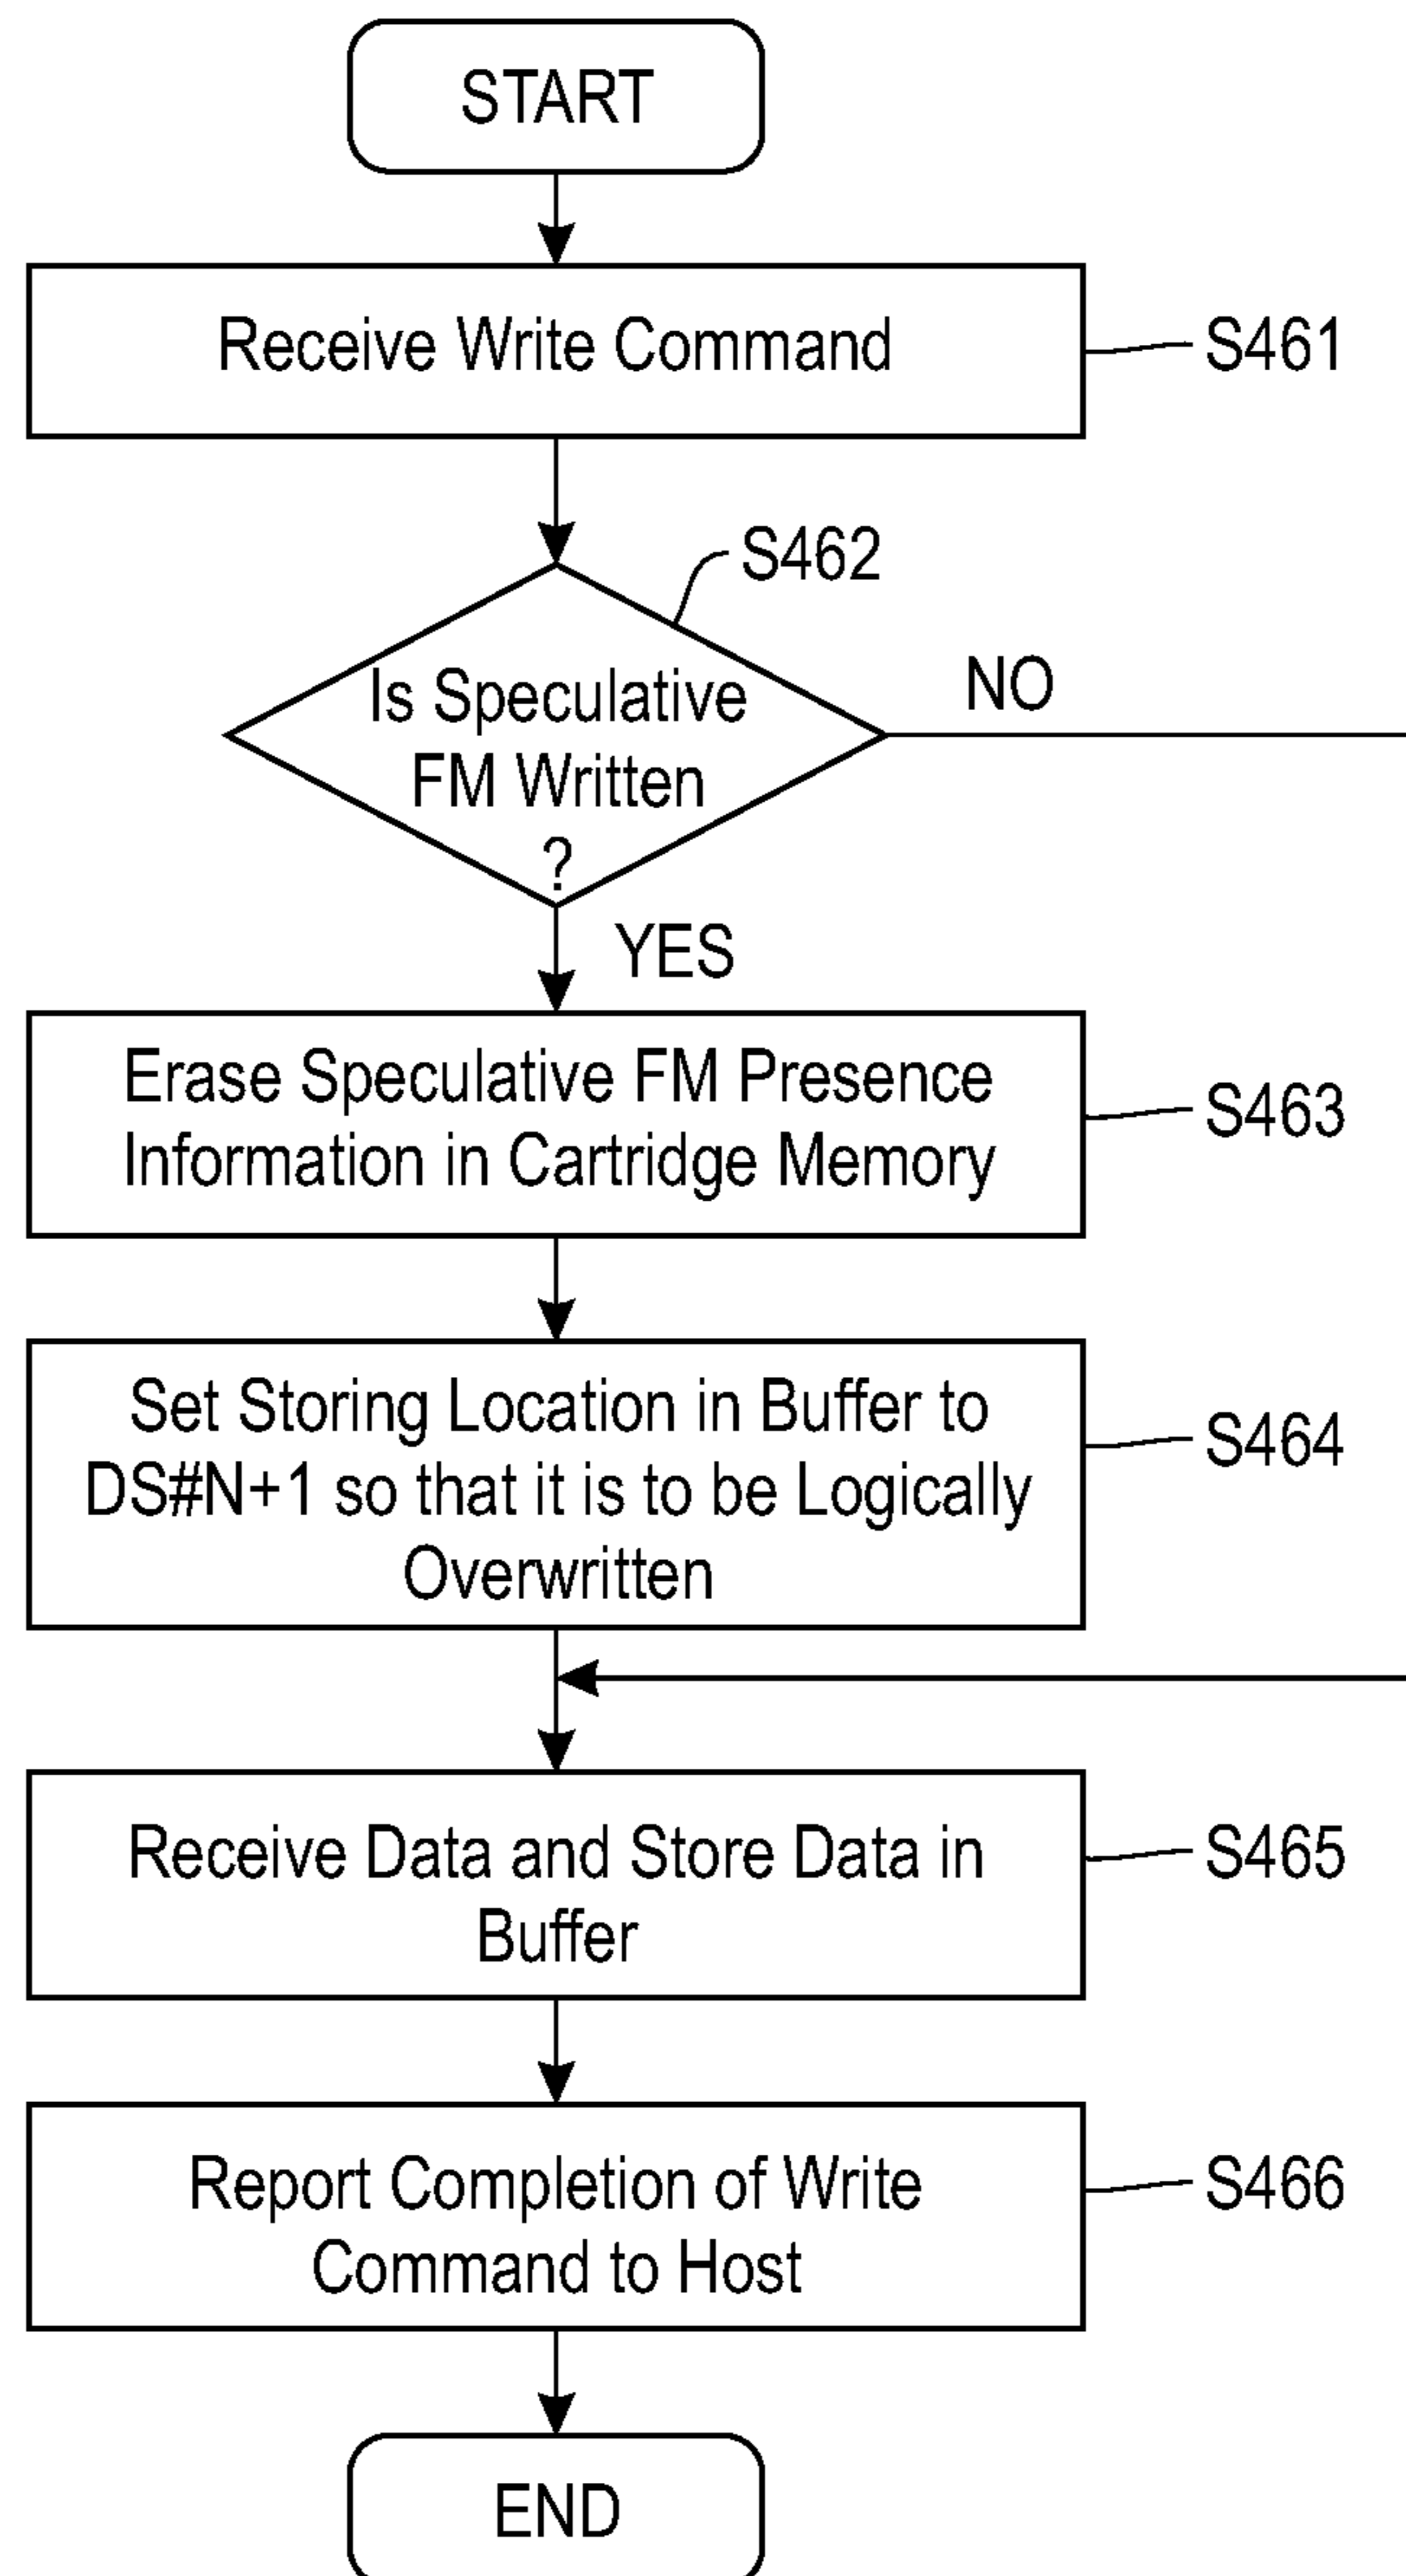 START
Receive Write Command
S461
S462
Is Speculative
FM Written
?
NO
YES
Erase Speculative FM Presence
Information in Cartridge Memory
S463
Set Storing Location in Buffer to
DS#N+1 so that it is to be Logically
Overwritten
S464
Receive Data and Store Data in
Buffer
S465
Report Completion of Write
Command to Host
S466
END